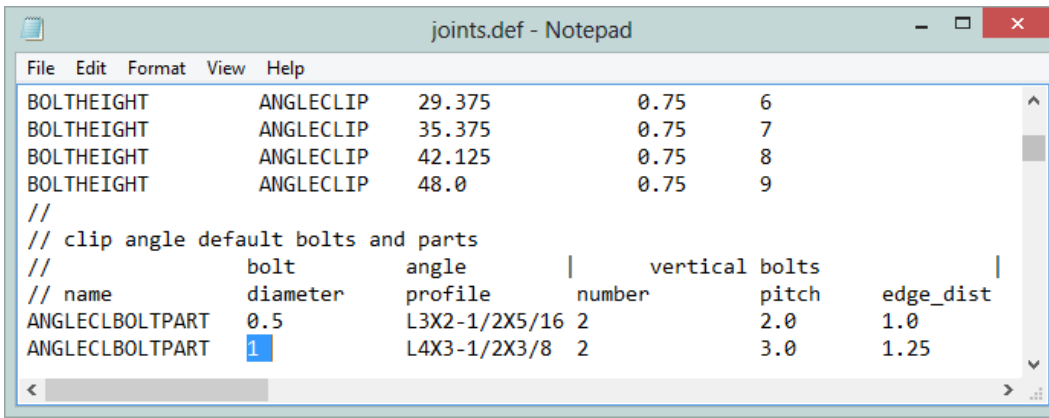 joints.def - Notepad
File Edit Format View Help
BOLTHEIGHT ANGLECLIP 29.375 0.75 6
BOLTHEIGHT ANGLECLIP 35.375 0.75 7
BOLTHEIGHT ANGLECLIP 42.125 0.75 8
BOLTHEIGHT ANGLECLIP 48.0 0.75 9
//
// clip angle default bolts and parts
// bolt angle | vertical bolts |
// name diameter profile number pitch edge_dist
ANGLECLBOLTPART 0.5 L3X2-1/2X5/16 2 2.0 1.0
ANGLECLBOLTPART 1 L4X3-1/2X3/8 2 3.0 1.25